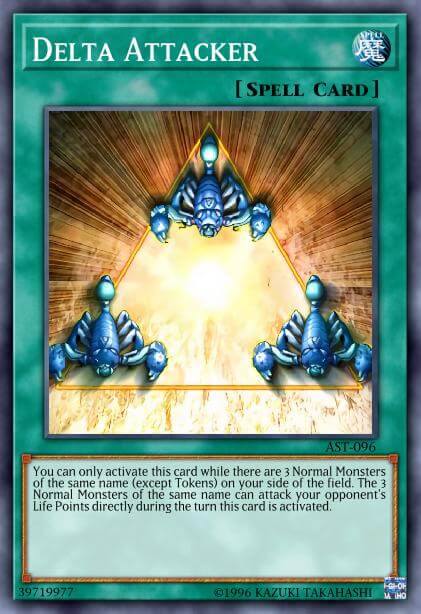 DELTA ATTACKER
SPELL
魔
[SPELL CARD]
AST-096
You can only activate this card while there are 3 Normal Monsters
of the same name (except Tokens) on your side of the field. The 3
Normal Monsters of the same name can attack your opponent's
Life Points directly during the turn this card is activated.
39719977
©1996 KAZUKI TAKAHASHI